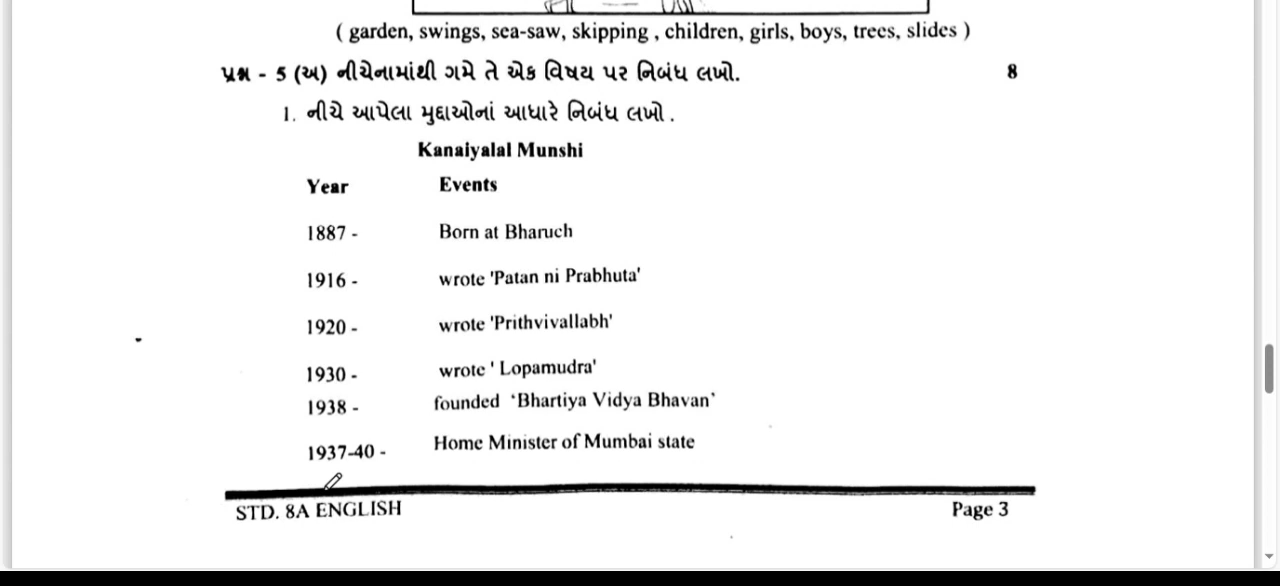 ( garden, swings, sea-saw, skipping , children, girls, boys, trees, slides )
પ્રશ્ન - 5 (અ) નીચેનામાંથી ગમે તે એક વિષય પર નિબંધ લખો. 8
1. નીચે આપેલા મુદ્દાઓનાં આધારે નિબંધ લખો .
Kanaiyalal Munshi
Year Events
1887 - Born at Bharuch
1916 - wrote 'Patan ni Prabhuta'
1920 - wrote 'Prithvivallabh'
1930 - wrote ' Lopamudra'
1938 - founded ‘Bhartiya Vidya Bhavan‘
1937-40 - Home Minister of Mumbai state
STD. 8A ENGLISH Page 3